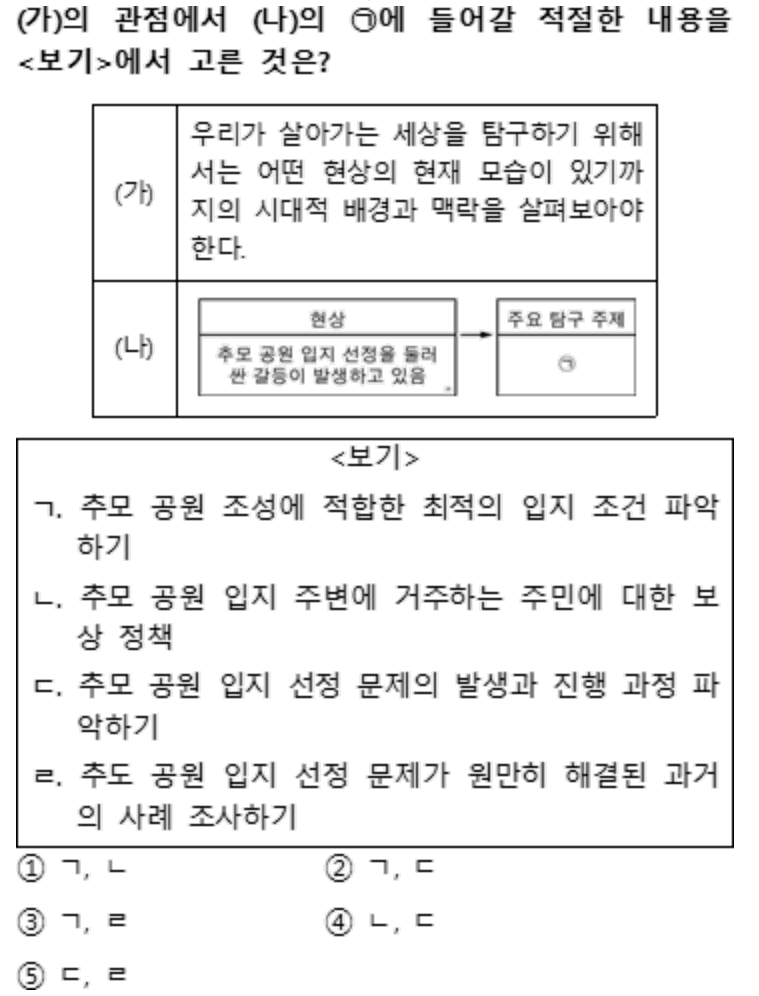 (가)의 관점에서 (나)의 ㉠에 들어갈 적절한 내용을
<보기>에서 고른 것은?
(가)
우리가 살아가는 세상을 탐구하기 위해
서는 어떤 현상의 현재 모습이 있기까
지의 시대적 배경과 맥락을 살펴보아야
한다.
(나)
현상
추모 공원 입지 선정을 둘러
싼 갈등이 발생하고 있음
주요 탐구 주제
㉠
<보기>
ㄱ. 추모 공원 조성에 적합한 최적의 입지 조건 파악
하기
ㄴ. 추모 공원 입지 주변에 거주하는 주민에 대한 보
상 정책
ㄷ. 추모 공원 입지 선정 문제의 발생과 진행 과정 파
악하기
ㄹ. 추도 공원 입지 선정 문제가 원만히 해결된 과거
의 사례 조사하기
① ㄱ, ㄴ ② ㄱ, ㄷ
③ ㄱ, ㄹ ④ ㄴ, ㄷ
⑤ ㄷ, ㄹ